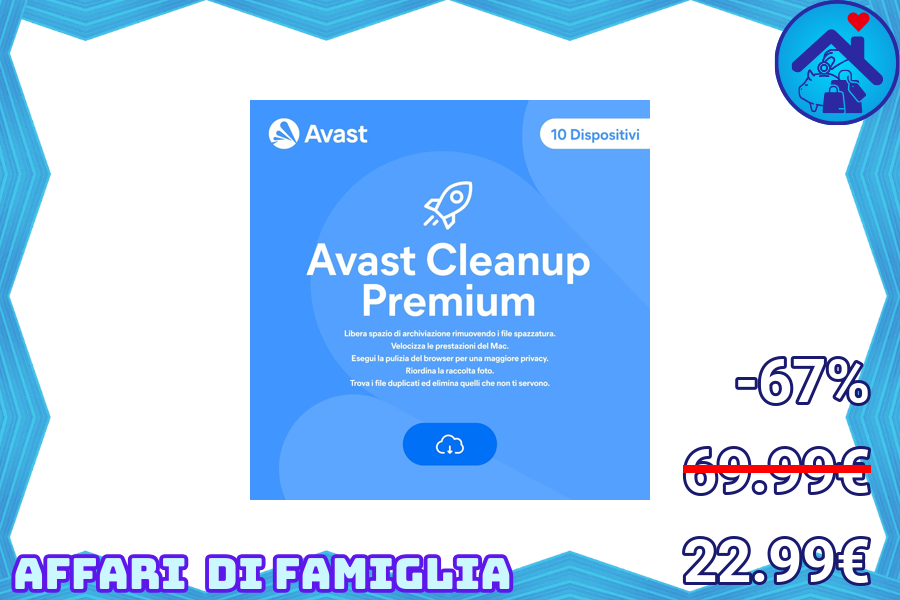 Avast
10 Dispositivi
Avast Cleanup
Premium
Libera spazio di archiviazione rimuovendo i file spazzatura.
Velocizza le prestazioni del Mac.
Esegui la pulizia del browser per una maggiore privacy.
Riordina la raccolta foto.
Trova i file duplicati ed elimina quelli che non ti servono.
-67%
69.99€
22.99€
AFFARI DI FAMIGLIA